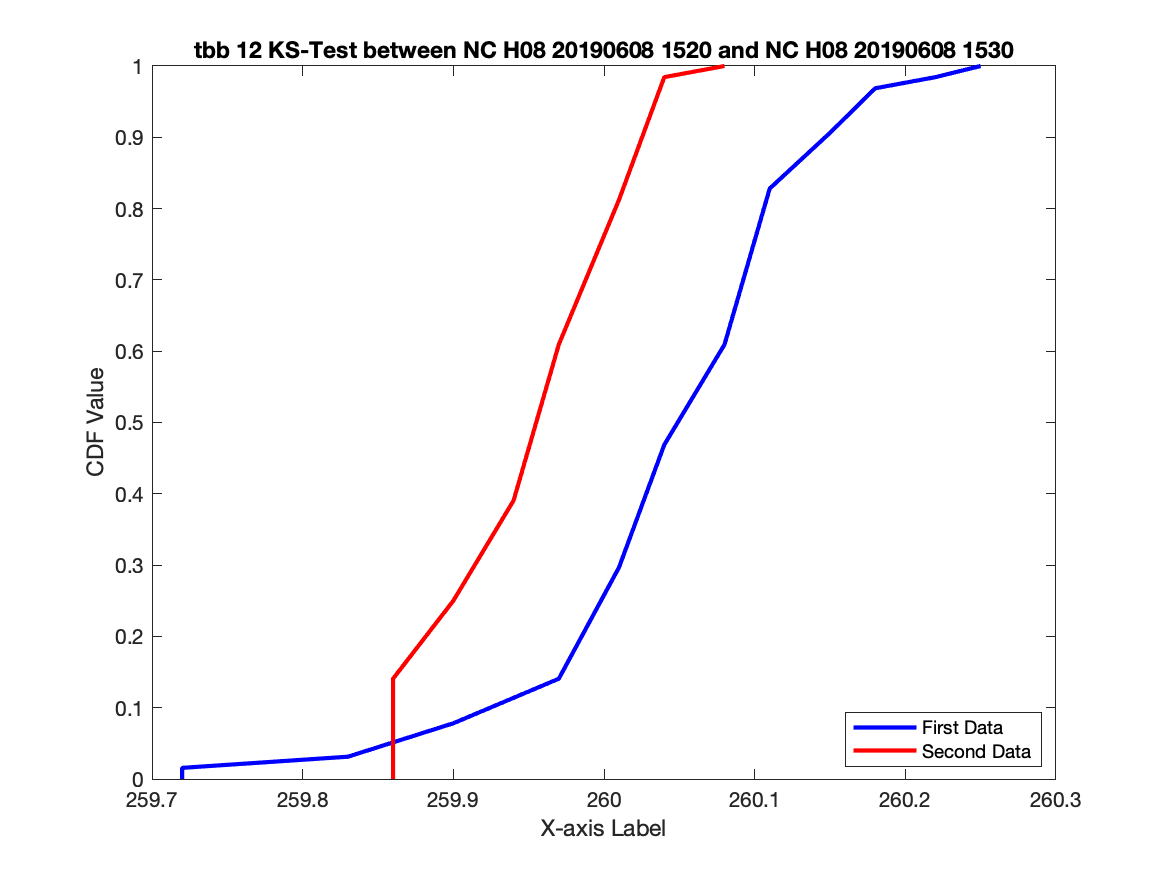 tbb 12 KS-Test between NC H08 20190608 1520 and NC H08 20190608 1530
1
0.9
0.8
0.7
0.6
0.5
0.4
0.3
0.2
0.1
0
CDF Value
First Data
Second Data
259.7 259.8 259.9 260 260.1 260.2 260.3
X-axis Label